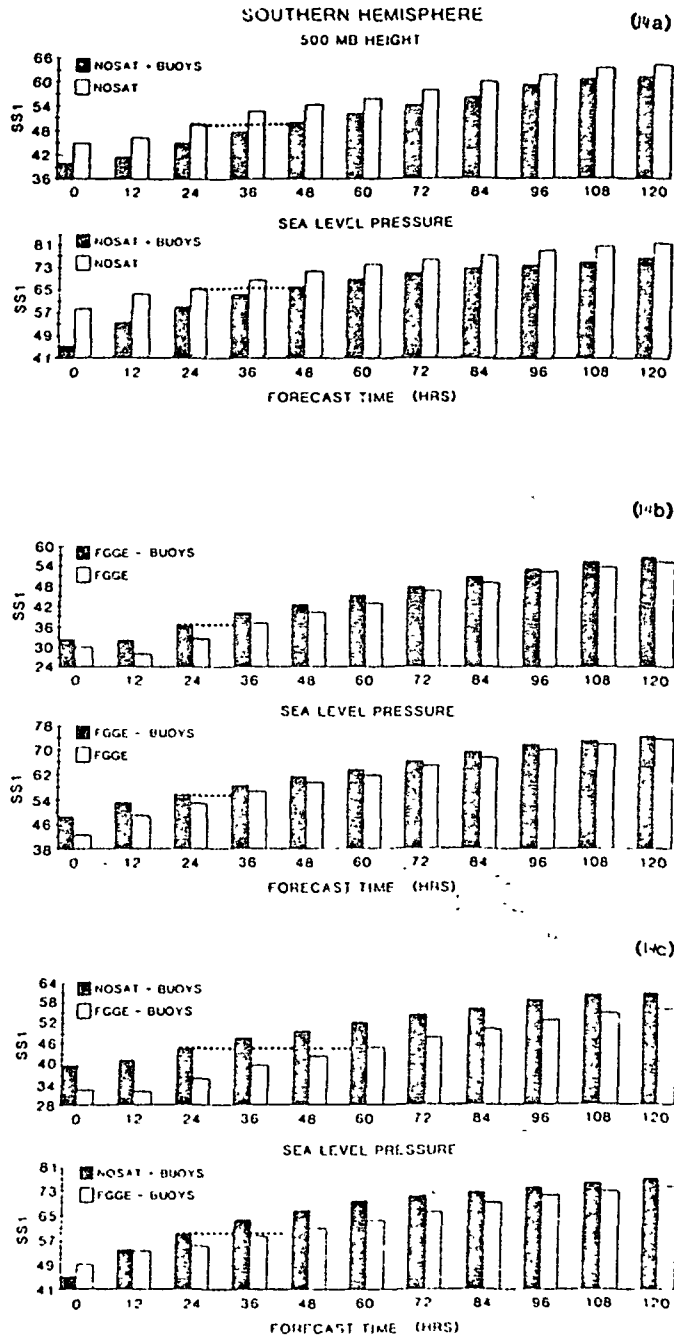 SOUTHERN HEMISPHERE
(14a)
500 MB HEIGHT
NOSAT + BUOYS
NOSAT
SS1
66
60
54
48
42
36
0 12 24 36 48 60 72 84 96 108 120
SEA LEVEL PRESSURE
NOSAT + BUOYS
NOSAT
SS1
81
73
65
57
49
41
0 12 24 36 48 60 72 84 96 108 120
FORECAST TIME (HRS)
(14b)
FGGE - BUOYS
FGGE
SS1
60
54
48
42
36
30
24
0 12 24 36 48 60 72 84 96 108 120
SEA LEVEL PRESSURE
FGGE - BUOYS
FGGE
SS1
78
70
62
54
46
38
0 12 24 36 48 60 72 84 96 108 120
FORECAST TIME (HRS)
(14c)
NOSAT + BUOYS
FGGE - BUOYS
SS1
64
58
52
46
40
34
28
0 12 24 36 48 60 72 84 96 108 120
SEA LEVEL PRESSURE
NOSAT + BUOYS
FGGE - BUOYS
SS1
81
73
65
57
49
41
0 12 24 36 48 60 72 84 96 108 120
FORECAST TIME (HRS)